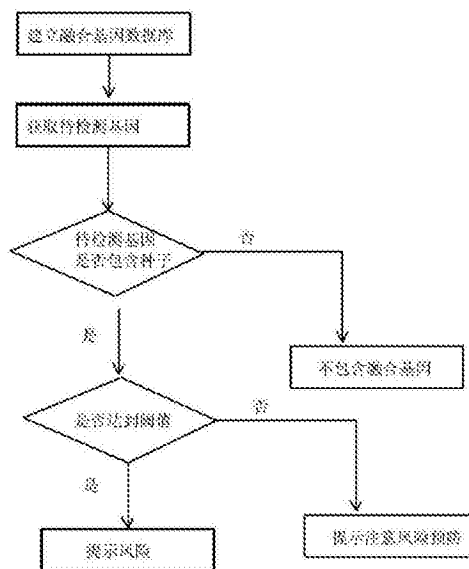 建立融合基因数据库
获取待检测基因
待检测基因
是否包含种子
否
是
不包含融合基因
是否达到阈值
否
是
提示风险
提示注意风险预防